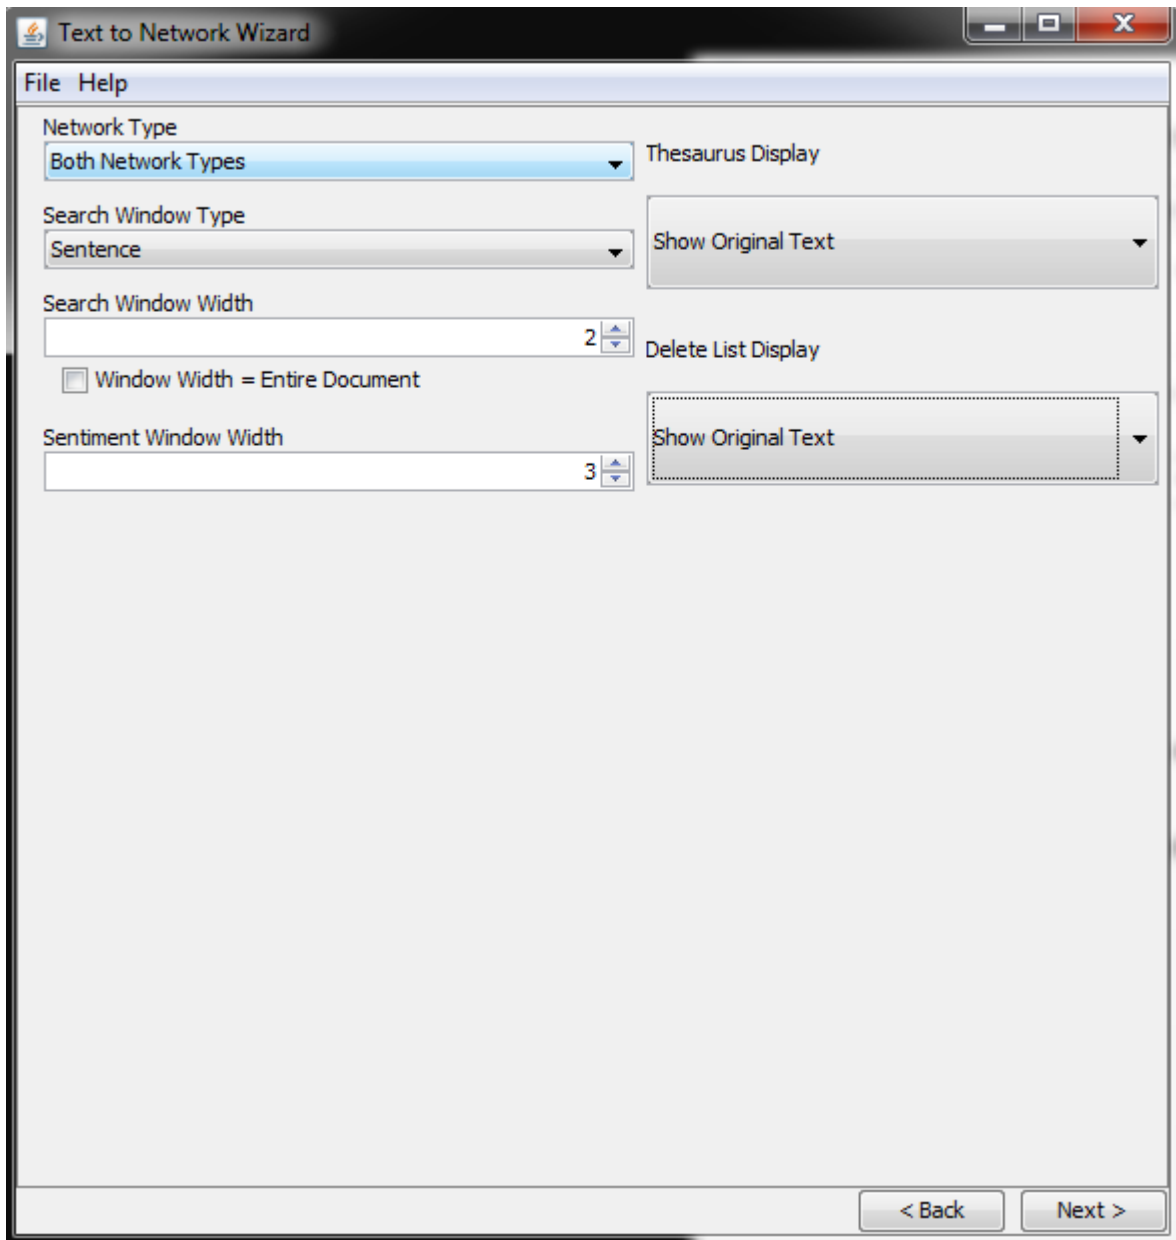 Text to Network Wizard
File Help
Network Type
Both Network Types
Search Window Type
Sentence
Search Window Width
2
Window Width = Entire Document
Sentiment Window Width
3
Thesaurus Display
Show Original Text
Delete List Display
Show Original Text
< Back
Next >